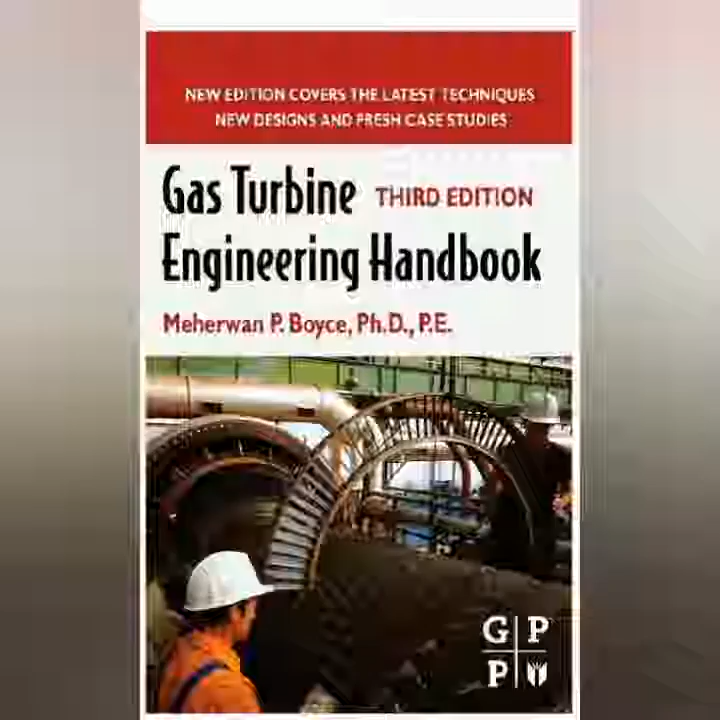 NEW EDITION COVERS THE LATEST TECHNIQUES
NEW DESIGNS AND FRESH CASE STUDIES
Gas Turbine THIRD EDITION
Engineering Handbook
Meherwan P. Boyce, Ph.D., P.E.
G P
P